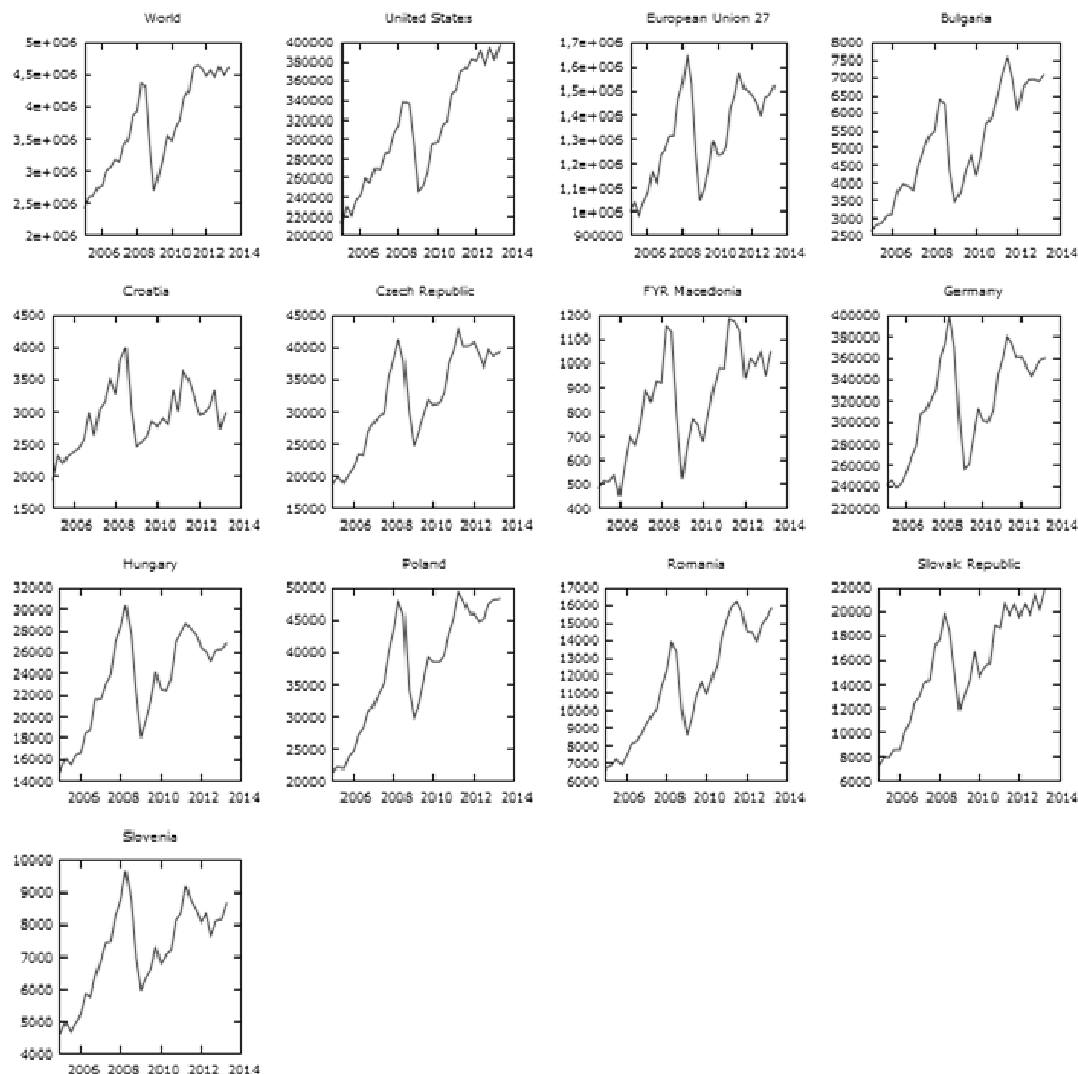 World
5e+006
4,5e+006
4e+006
3,5e+006
3e+006
2,5e+006
2e+006
2006 2008 2010 2012 2014
United States
400000
380000
360000
340000
320000
300000
280000
260000
240000
220000
200000
2006 2008 2010 2012 2014
European Union 27
1,7e+006
1,6e+006
1,5e+006
1,4e+006
1,3e+006
1,2e+006
1,1e+006
1e+006
900000
2006 2008 2010 2012 2014
Bulgaria
8000
7500
7000
6500
6000
5500
5000
4500
4000
3500
3000
2500
2006 2008 2010 2012 2014
Croatia
4500
4000
3500
3000
2500
2000
1500
2006 2008 2010 2012 2014
Czech Republic
45000
40000
35000
30000
25000
20000
15000
2006 2008 2010 2012 2014
FYR Macedonia
1200
1100
1000
900
800
700
600
500
400
2006 2008 2010 2012 2014
Germany
400000
380000
360000
340000
320000
300000
280000
260000
240000
220000
2006 2008 2010 2012 2014
Hungary
32000
30000
28000
26000
24000
22000
20000
18000
16000
14000
2006 2008 2010 2012 2014
Poland
50000
45000
40000
35000
30000
25000
20000
2006 2008 2010 2012 2014
Romania
17000
16000
15000
14000
13000
12000
11000
10000
9000
8000
7000
6000
2006 2008 2010 2012 2014
Slovak Republic
22000
20000
18000
16000
14000
12000
10000
8000
6000
2006 2008 2010 2012 2014
Slovenia
10000
9000
8000
7000
6000
5000
4000
2006 2008 2010 2012 2014